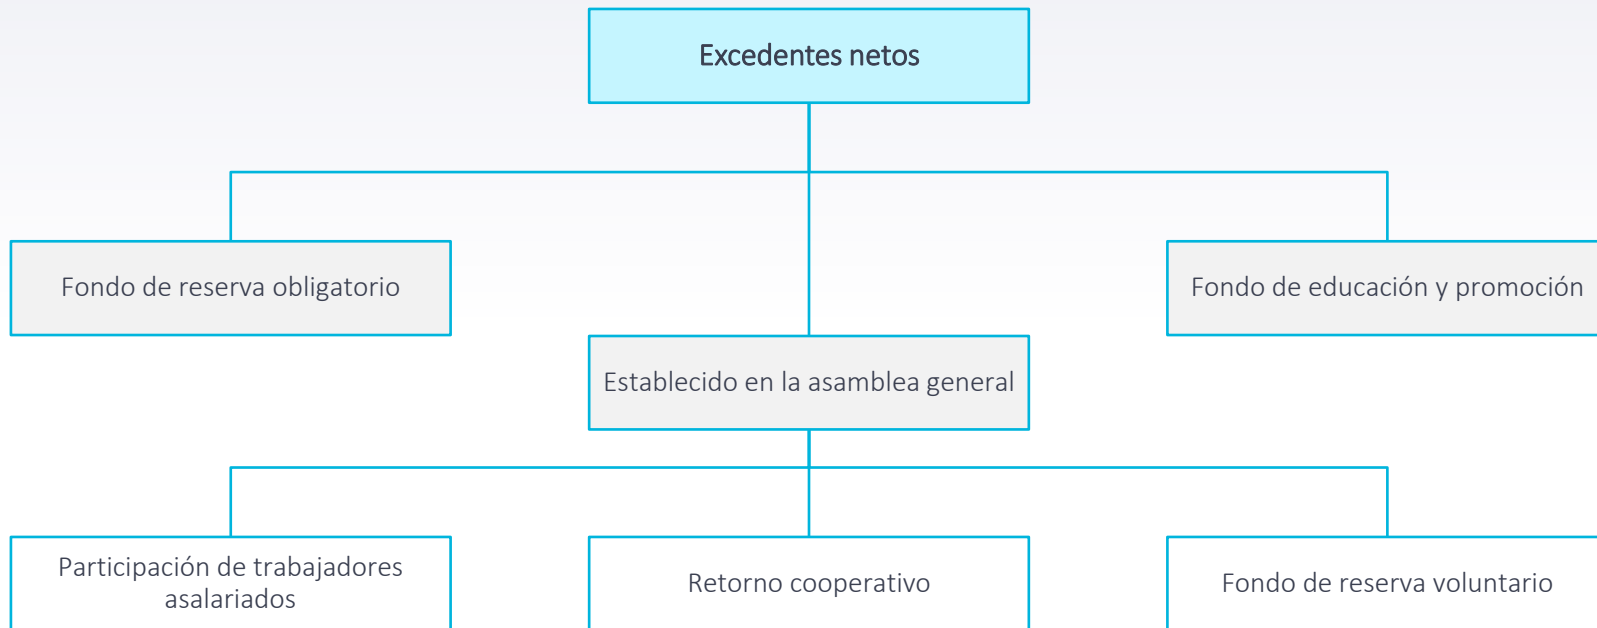 Excedentes netos
Fondo de reserva obligatorio
Fondo de educación y promoción
Establecido en la asamblea general
Participación de trabajadores
asalariados
Retorno cooperativo
Fondo de reserva voluntario